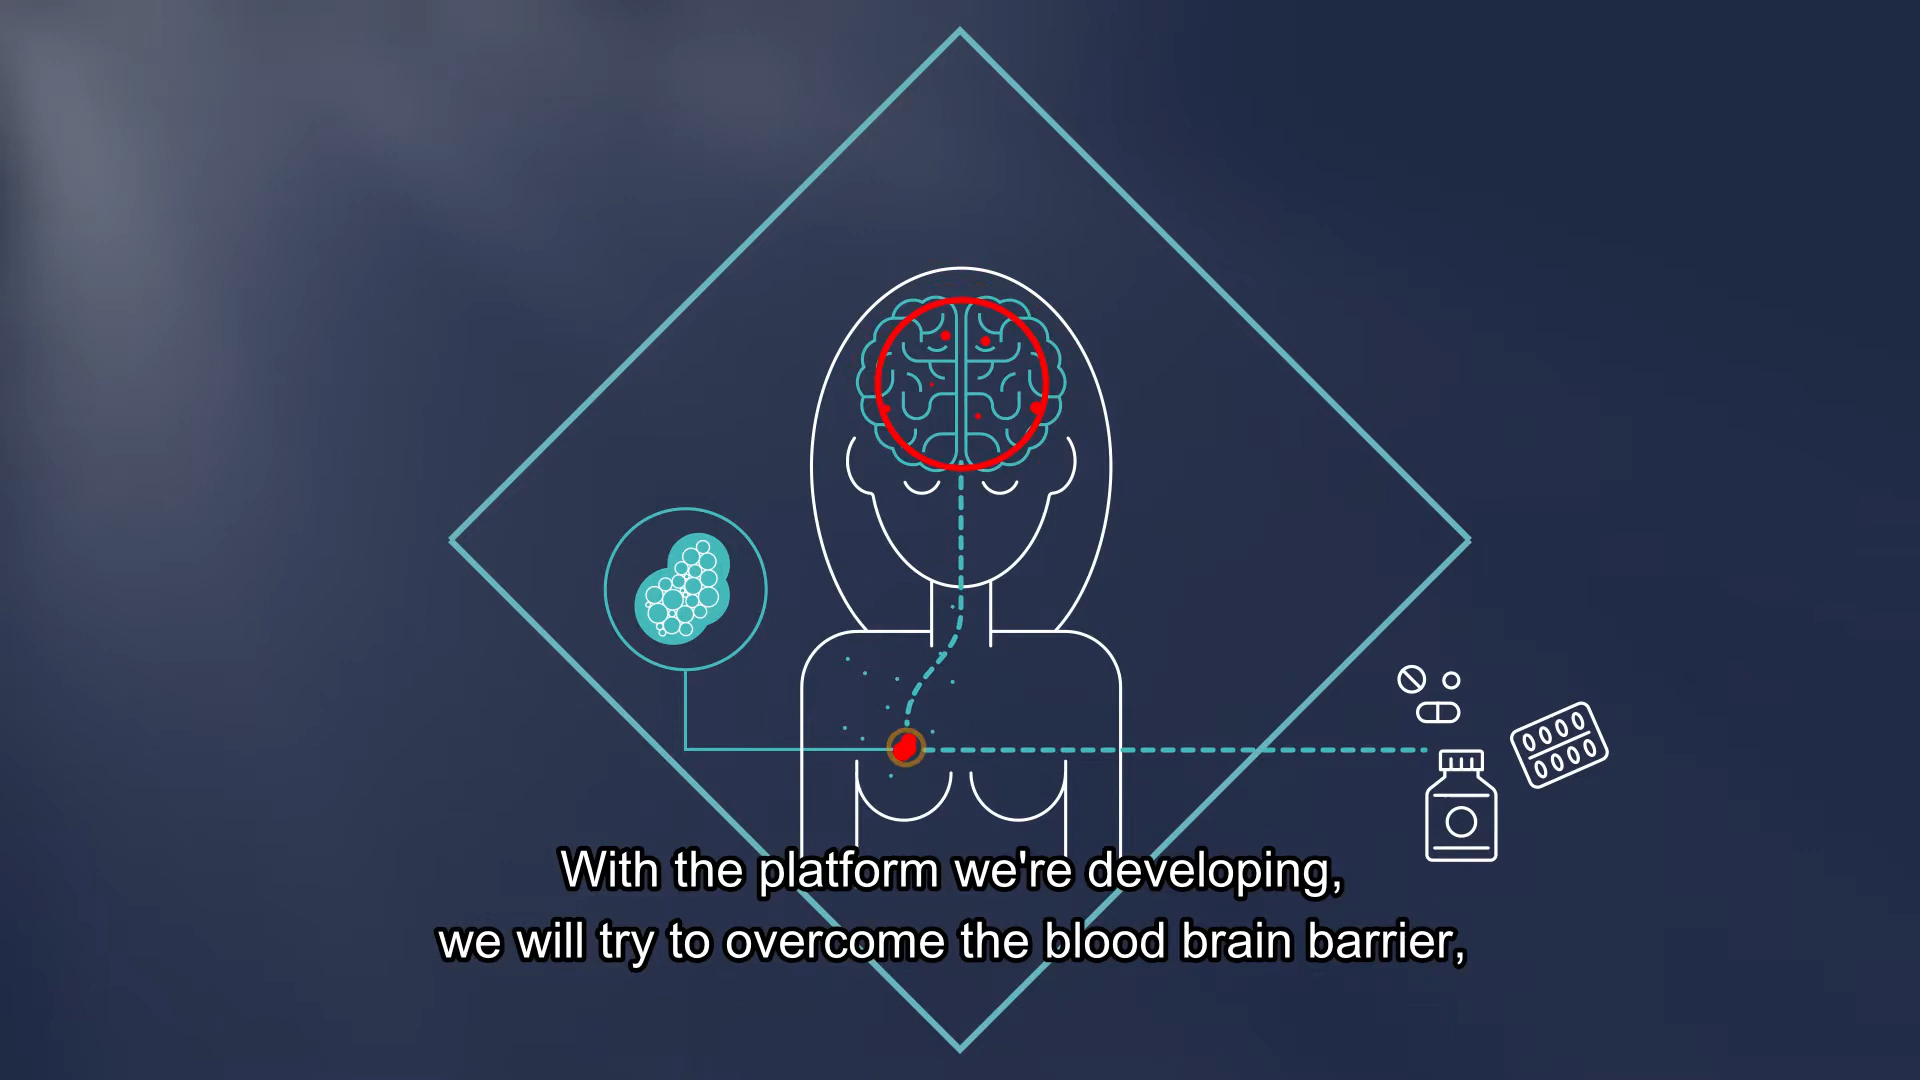 With the platform we're developing,
we will try to overcome the blood brain barrier,